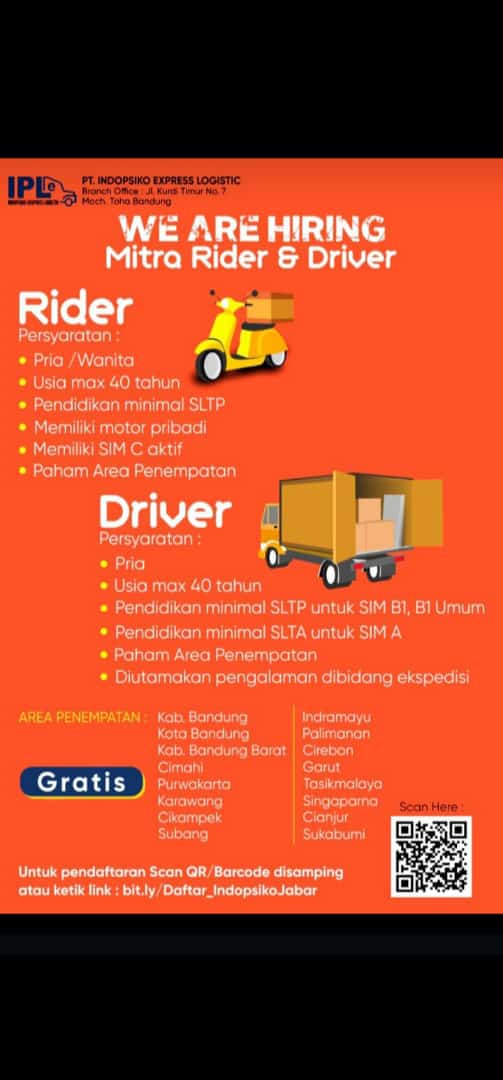 IPLe
PT. INDOPSIKO EXPRESS LOGISTIC
Branch Office : Jl. Kurdi Timur No. 7
Moch. Toha Bandung
WE ARE HIRING
Mitra Rider & Driver
Rider
Persyaratan :
• Pria /Wanita
• Usia max 40 tahun
• Pendidikan minimal SLTP
• Memiliki motor pribadi
• Memiliki SIM C aktif
• Paham Area Penempatan
Driver
Persyaratan :
• Pria
• Usia max 40 tahun
• Pendidikan minimal SLTP untuk SIM B1, B1 Umum
• Pendidikan minimal SLTA untuk SIM A
• Paham Area Penempatan
• Diutamakan pengalaman dibidang ekspedisi
AREA PENEMPATAN :
Kab. Bandung
Kota Bandung
Kab. Bandung Barat
Cimahi
Purwakarta
Karawang
Cikampek
Subang
Indramayu
Palimanan
Cirebon
Garut
Tasikmalaya
Singaparna
Cianjur
Sukabumi
Gratis
Scan Here :
Untuk pendaftaran Scan QR/Barcode disamping
atau ketik link : bit.ly/Daftar_IndopsikoJabar